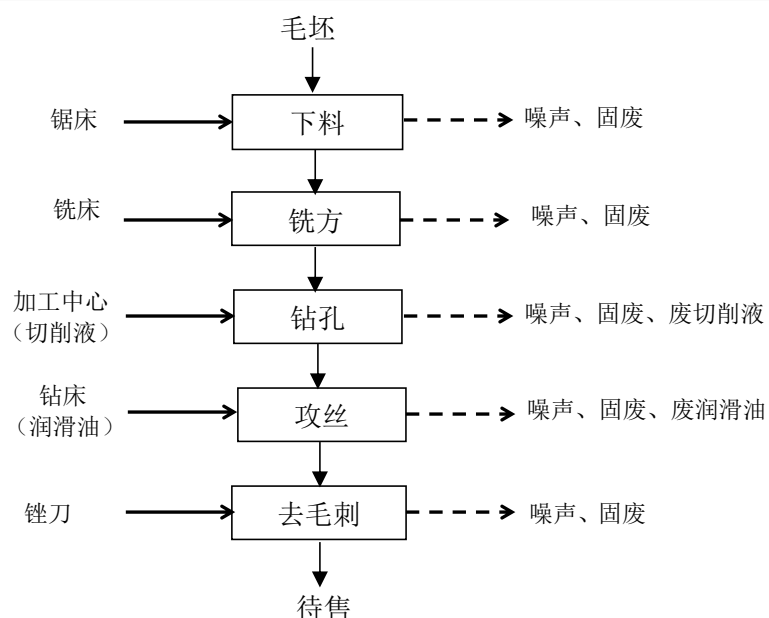 毛坯
锯床
下料
噪声、固废
铣床
铣方
噪声、固废
加工中心
（切削液）
钻孔
噪声、固废、废切削液
钻床
（润滑油）
攻丝
噪声、固废、废润滑油
锉刀
去毛刺
噪声、固废
待售